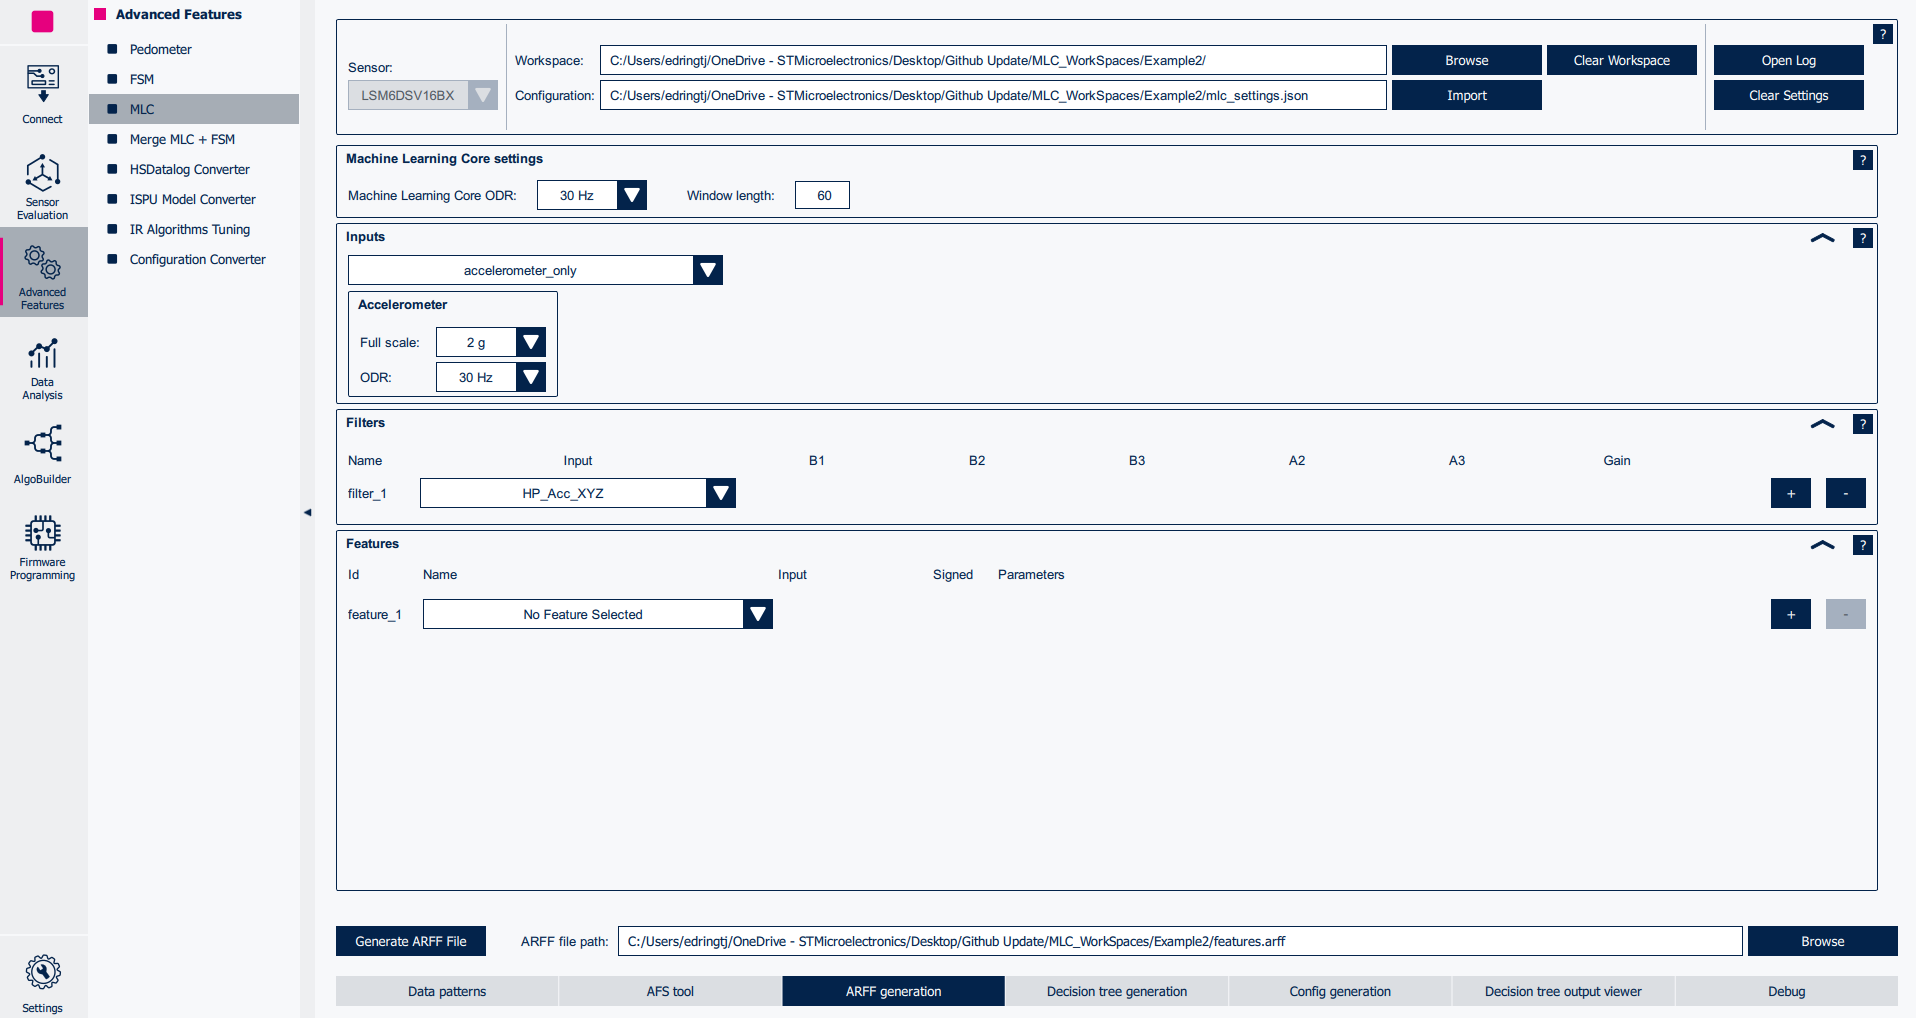 Connect
Sensor
Evaluation
Advanced
Features
Data
Analysis
AlgoBuilder
Firmware
Programming
Settings
Advanced Features
Pedometer
FSM
MLC
Merge MLC + FSM
HSDatalog Converter
ISPU Model Converter
IR Algorithms Tuning
Configuration Converter
Sensor:
LSM6DSV16BX
Workspace: C:/Users/edringtj/OneDrive - STMicroelectronics/Desktop/Github Update/MLC_WorkSpaces/Example2/ Browse Clear Workspace Open Log ?
Configuration: C:/Users/edringtj/OneDrive - STMicroelectronics/Desktop/Github Update/MLC_WorkSpaces/Example2/mlc_settings.json Import Clear Settings
Machine Learning Core settings ?
Machine Learning Core ODR: 30 Hz Window length: 60
Inputs ?
accelerometer_only
Accelerometer
Full scale: 2 g
ODR: 30 Hz
Filters ?
Name Input B1 B2 B3 A2 A3 Gain
filter_1 HP_Acc_XYZ + -
Features ?
Id Name Input Signed Parameters
feature_1 No Feature Selected + -
Generate ARFF File ARFF file path: C:/Users/edringtj/OneDrive - STMicroelectronics/Desktop/Github Update/MLC_WorkSpaces/Example2/features.arff Browse
Data patterns AFS tool ARFF generation Decision tree generation Config generation Decision tree output viewer Debug